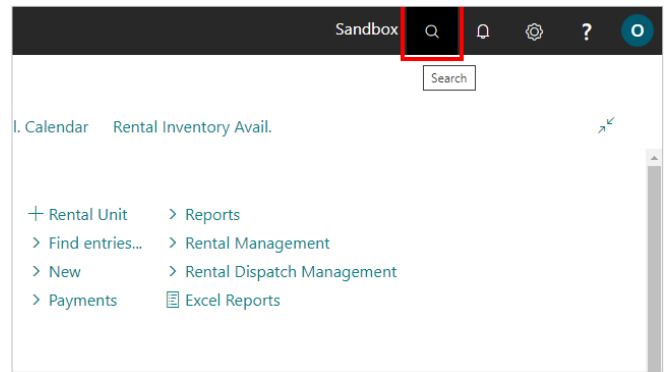 Sandbox ? O
Search
l. Calendar Rental Inventory Avail.
+ Rental Unit > Reports
> Find entries... > Rental Management
> New > Rental Dispatch Management
> Payments Excel Reports